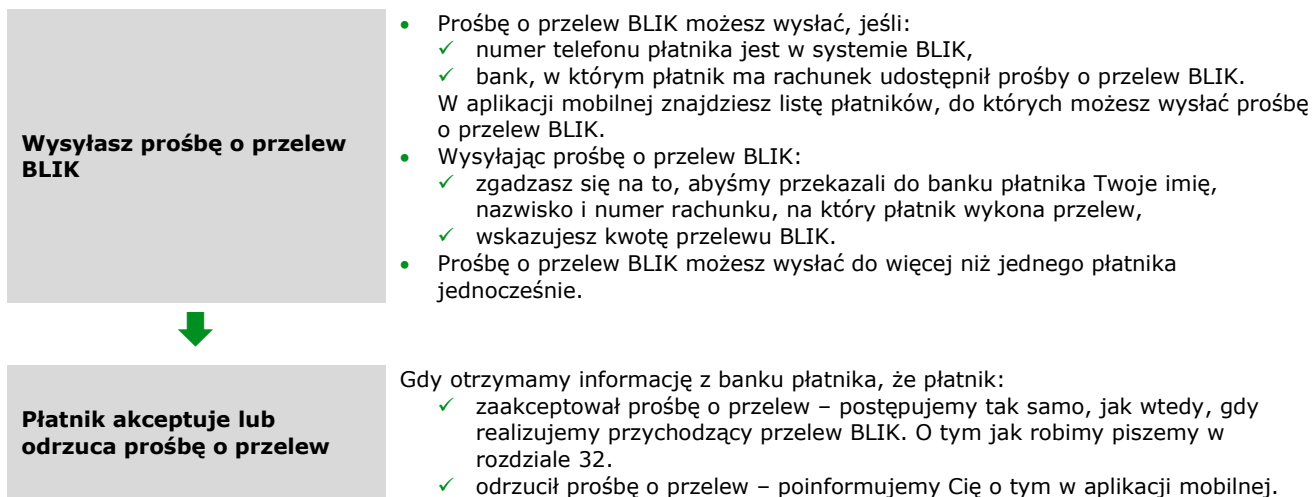 Wysyłasz prośbę o przelew
BLIK
• Prośbę o przelew BLIK możesz wysłać, jeśli:
✓ numer telefonu płatnika jest w systemie BLIK,
✓ bank, w którym płatnik ma rachunek udostępnił prośby o przelew BLIK.
W aplikacji mobilnej znajdziesz listę płatników, do których możesz wysłać prośbę
o przelew BLIK.
• Wysyłając prośbę o przelew BLIK:
✓ zgadzasz się na to, abyśmy przekazali do banku płatnika Twoje imię,
nazwisko i numer rachunku, na który płatnik wykona przelew,
✓ wskazujesz kwotę przelewu BLIK.
• Prośbę o przelew BLIK możesz wysłać do więcej niż jednego płatnika
jednocześnie.
Płatnik akceptuje lub
odrzuca prośbę o przelew
Gdy otrzymamy informację z banku płatnika, że płatnik:
✓ zaakceptował prośbę o przelew – postępujemy tak samo, jak wtedy, gdy
realizujemy przychodzący przelew BLIK. O tym jak robimy piszemy w
rozdziale 32.
✓ odrzucił prośbę o przelew – poinformujemy Cię o tym w aplikacji mobilnej.